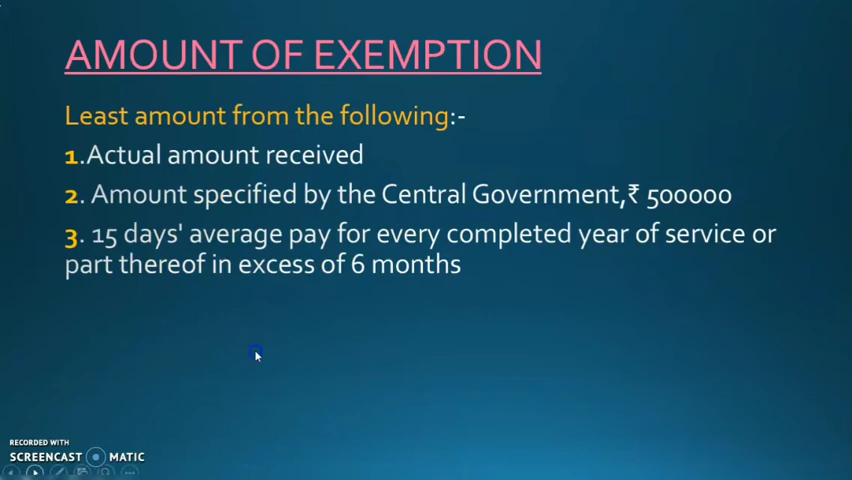 AMOUNT OF EXEMPTION
Least amount from the following:-
1.Actual amount received
2. Amount specified by the Central Government,₹ 500000
3. 15 days' average pay for every completed year of service or
part thereof in excess of 6 months
RECORDED WITH
SCREENCAST MATIC